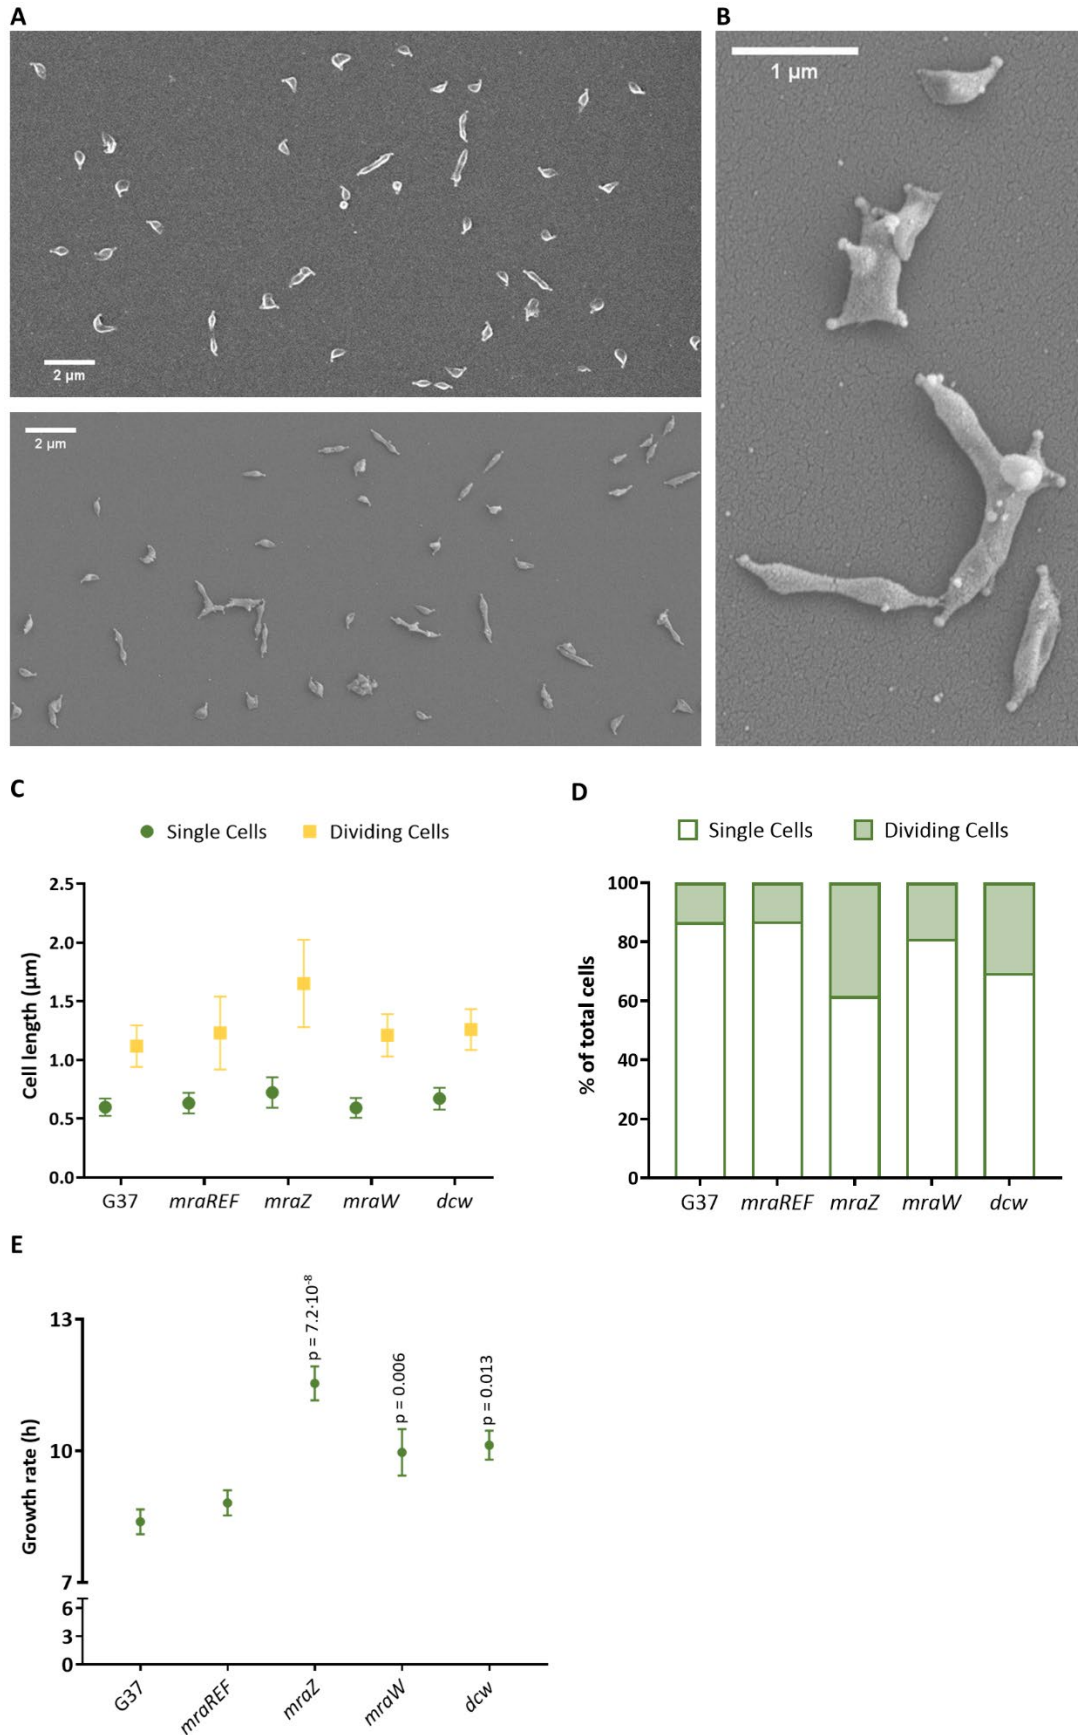 A
B
1 µm
2 µm
2 µm
C
Single Cells Dividing Cells
Cell length (µm)
2.5
2.0
1.5
1.0
0.5
0.0
G37 mraREF mraZ mraW dcw
D
Single Cells Dividing Cells
% of total cells
100
80
60
40
20
0
G37 mraREF mraZ mraW dcw
E
Growth rate (h)
13
10
7
6
3
0
p = 7.2·10⁻⁸
p = 0.006
p = 0.013
G37 mraREF mraZ mraW dcw